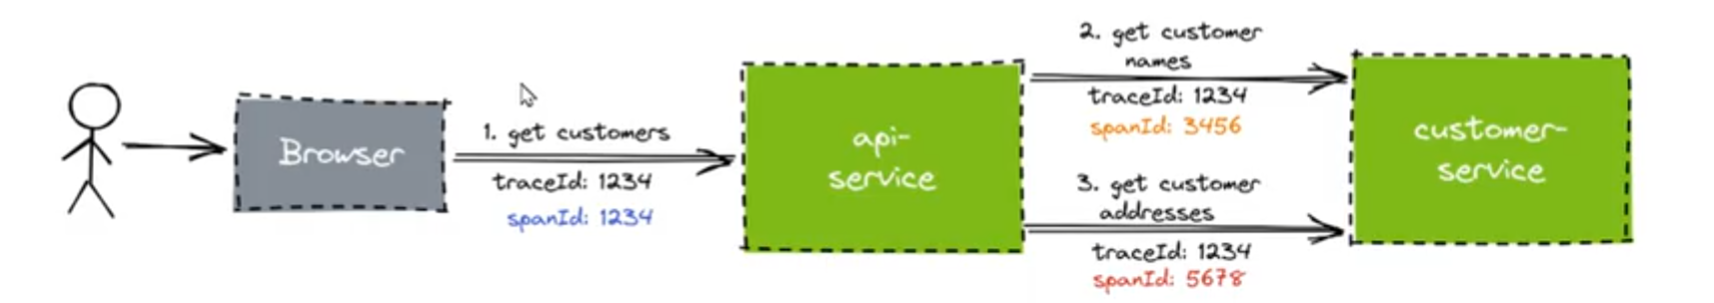 Browser
1. get customers
traceId: 1234
spanId: 1234
api-
service
2. get customer
names
traceId: 1234
spanId: 3456
3. get customer
addresses
traceId: 1234
spanId: 5678
customer-
service